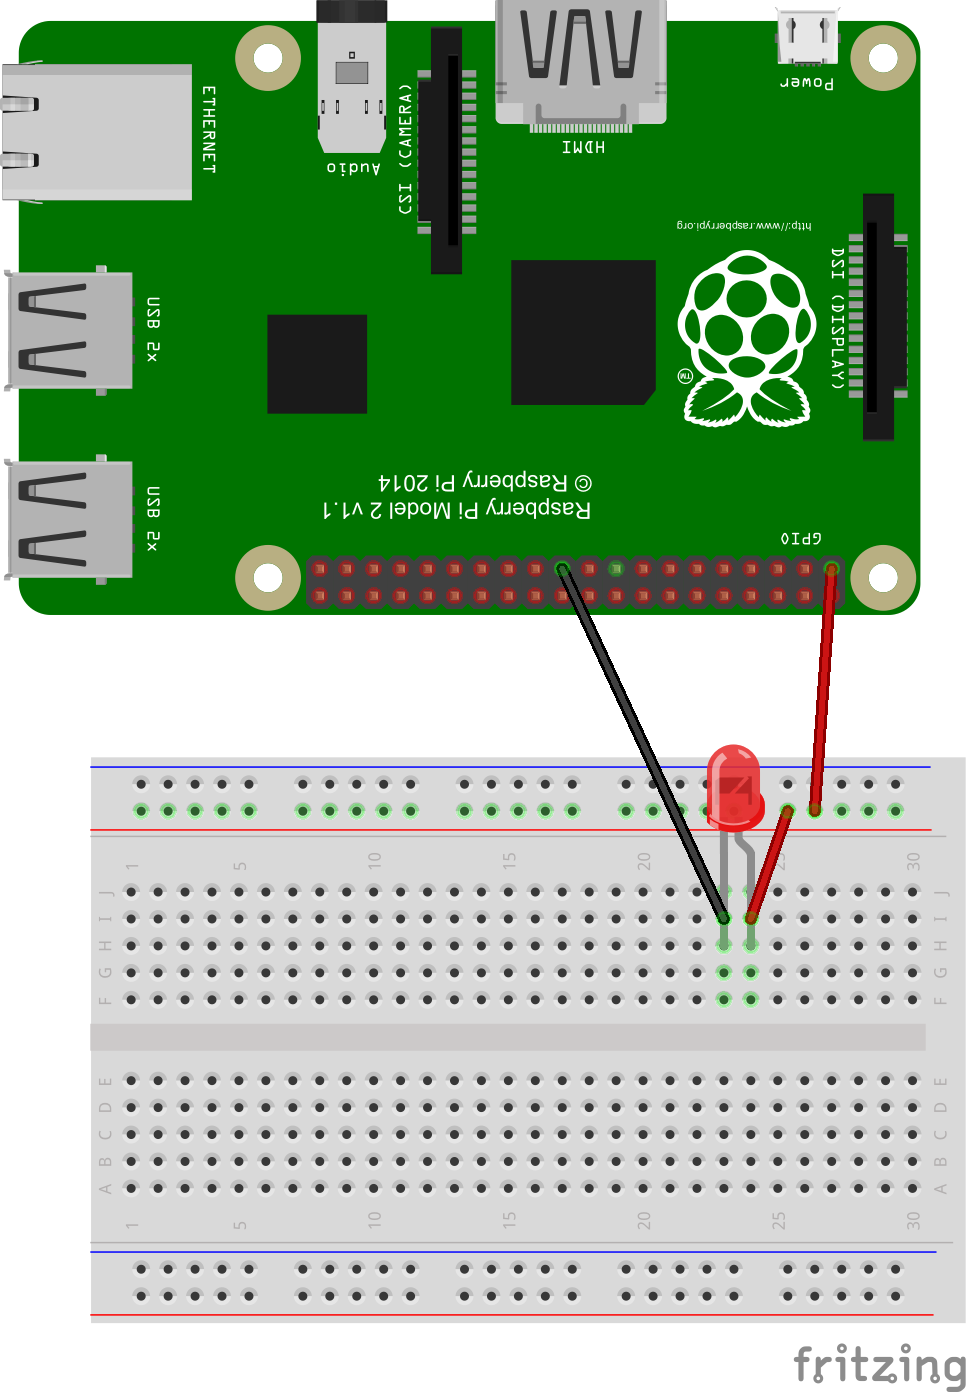 Power
HDMI
Audio
CSI (CAMERA)
ETHERNET
http://www.raspberrypi.org
DSI (DISPLAY)
TM
USB 2x
USB 2x
© Raspberry Pi 2014
Raspberry Pi Model 2 v1.1
GPIO
1 5 10 15 20 25 30
J J
I I
H H
G G
F F
E E
D D
C C
B B
A A
1 5 10 15 20 25 30
fritzing